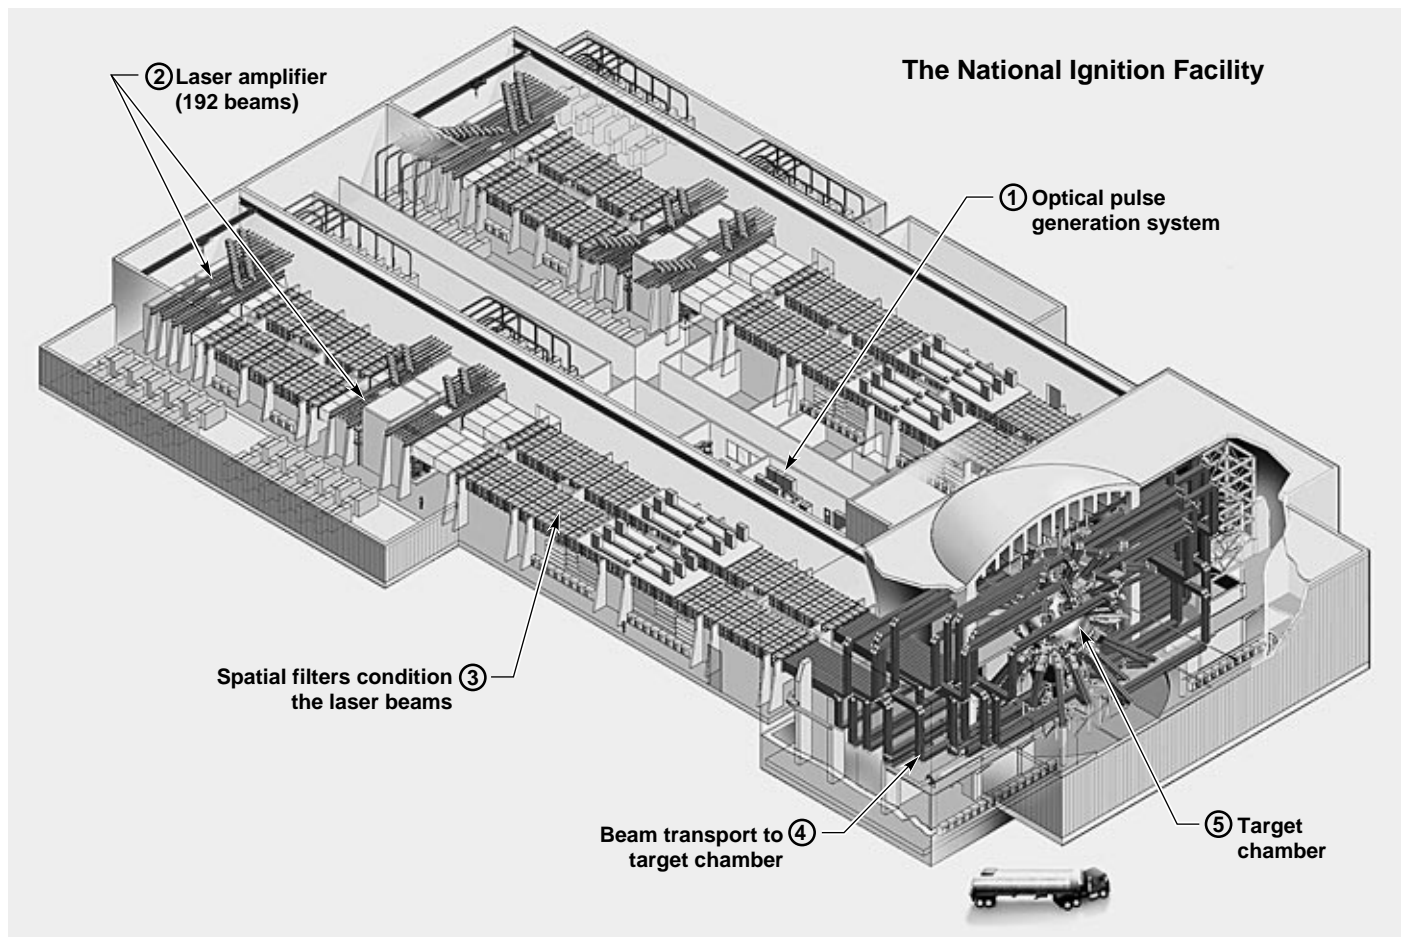 The National Ignition Facility
② Laser amplifier
(192 beams)
① Optical pulse
generation system
Spatial filters condition ③
the laser beams
Beam transport to ④
target chamber
⑤ Target
chamber